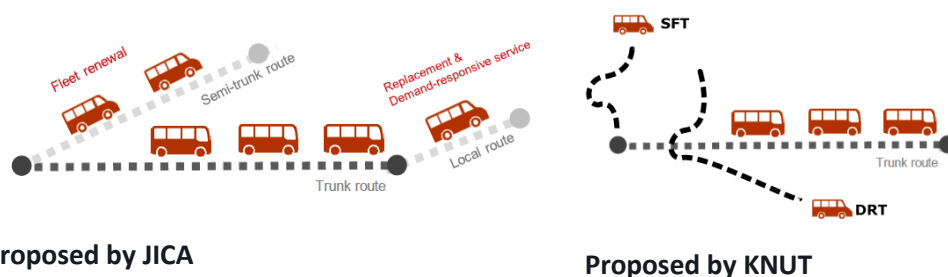 Fleet renewal
Semi-trunk route
Replacement &
Demand-responsive service
Local route
Trunk route
SFT
Trunk route
DRT
roposed by JICA
Proposed by KNUT